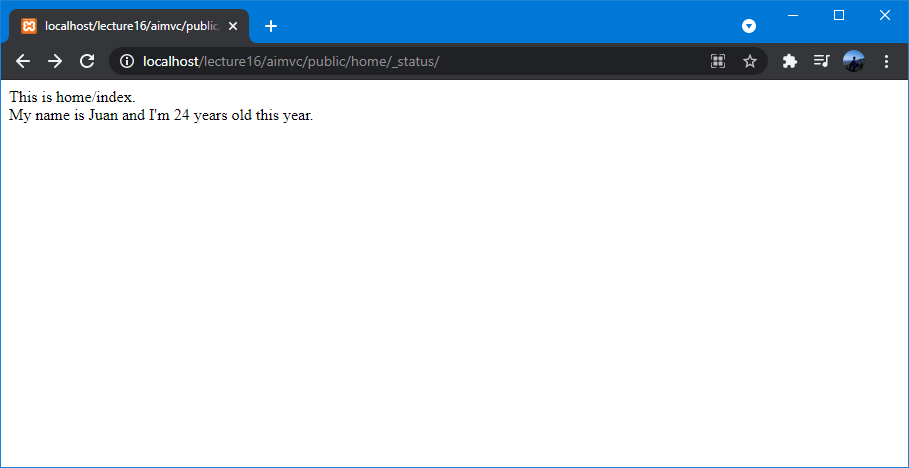 localhost/lecture16/aimvc/public
localhost/lecture16/aimvc/public/home/_status/
This is home/index.
My name is Juan and I'm 24 years old this year.